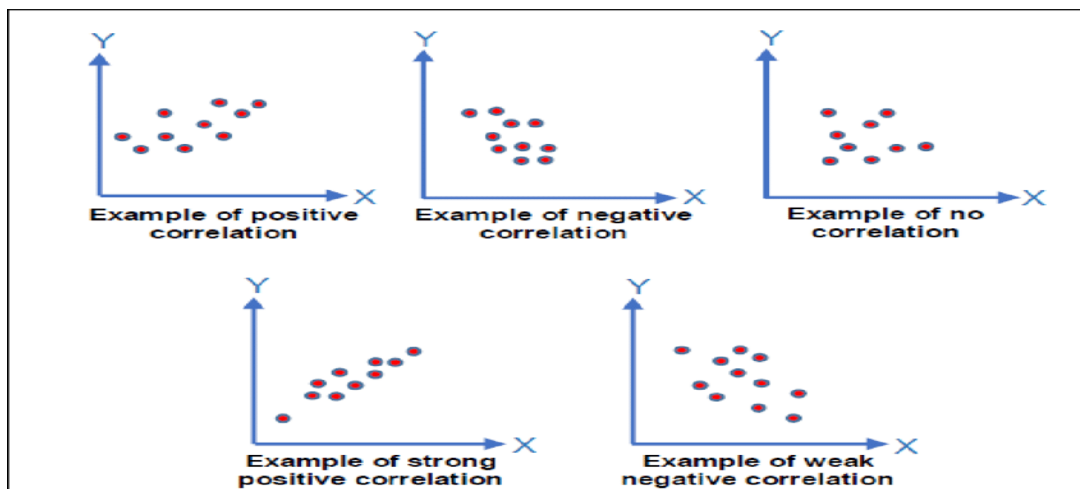 Y
X
Example of positive
correlation
Y
X
Example of negative
correlation
Y
X
Example of no
correlation
Y
X
Example of strong
positive correlation
Y
X
Example of weak
negative correlation